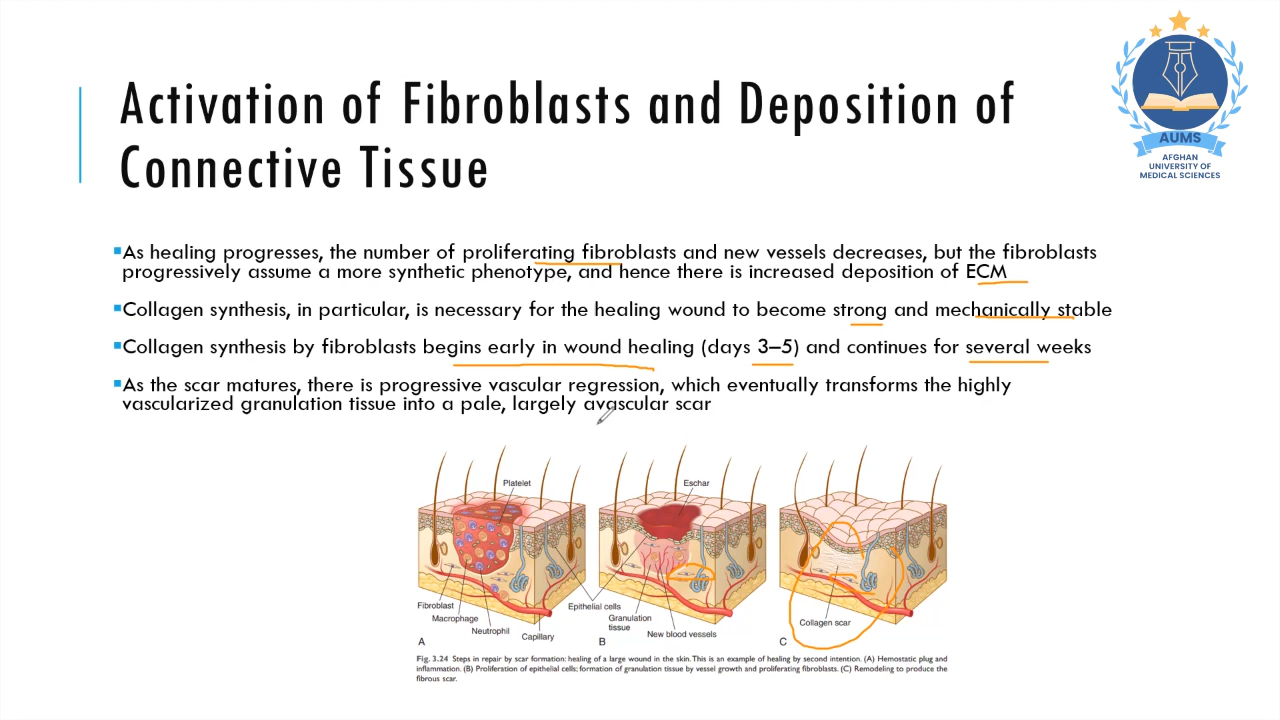 Activation of Fibroblasts and Deposition of
Connective Tissue
AUMS
AFGHAN
UNIVERSITY OF
MEDICAL SCIENCES
▪As healing progresses, the number of proliferating fibroblasts and new vessels decreases, but the fibroblasts
progressively assume a more synthetic phenotype, and hence there is increased deposition of ECM
▪Collagen synthesis, in particular, is necessary for the healing wound to become strong and mechanically stable
▪Collagen synthesis by fibroblasts begins early in wound healing (days 3–5) and continues for several weeks
▪As the scar matures, there is progressive vascular regression, which eventually transforms the highly
vascularized granulation tissue into a pale, largely avascular scar
Platelet
Fibroblast
Macrophage
Neutrophil
Capillary
A
Eschar
Epithelial cells
Granulation
tissue
New blood vessels
B
Collagen scar
C
Fig. 3.24 Steps in repair by scar formation: healing of a large wound in the skin. This is an example of healing by second intention. (A) Hemostatic plug and
inflammation. (B) Proliferation of epithelial cells; formation of granulation tissue by vessel growth and proliferating fibroblasts. (C) Remodeling to produce the
fibrous scar.